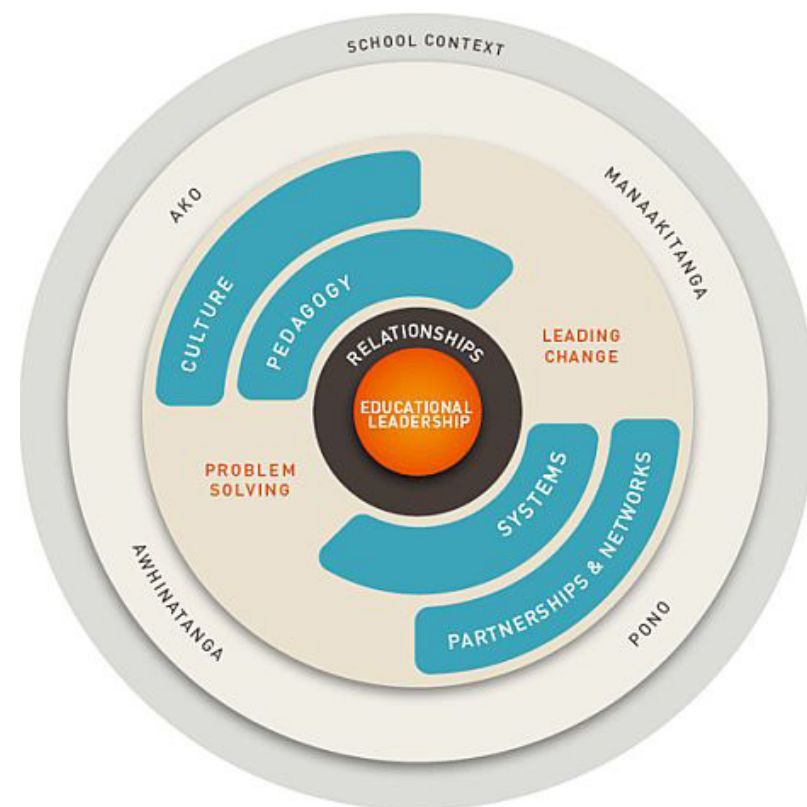 SCHOOL CONTEXT
AKO
MANAAKITANGA
CULTURE
PEDAGOGY
RELATIONSHIPS
LEADING
CHANGE
EDUCATIONAL
LEADERSHIP
PROBLEM
SOLVING
SYSTEMS
PARTNERSHIPS & NETWORKS
AWHINATANGA
PONO